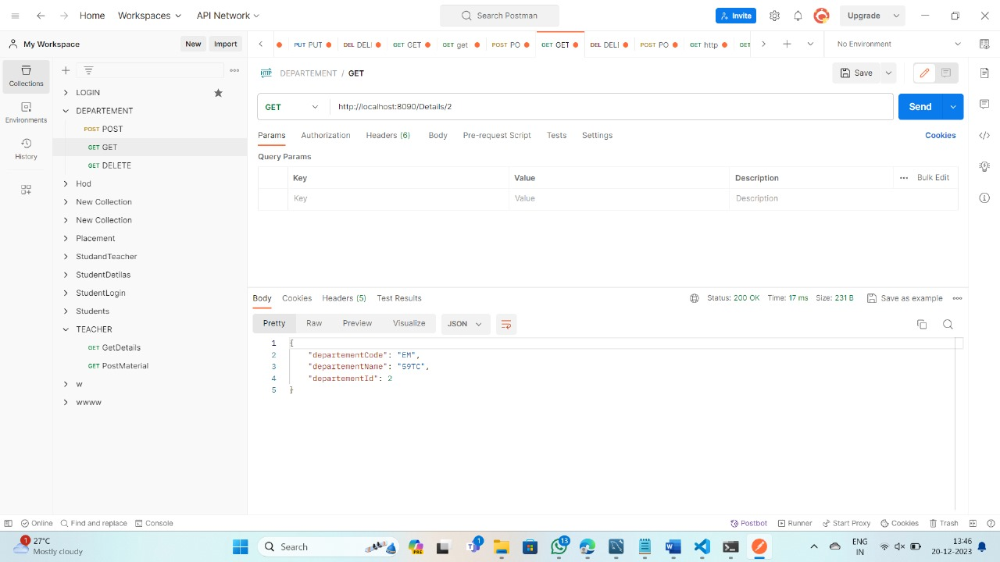 Home Workspaces API Network Search Postman Invite Upgrade
My Workspace New Import PUT PUT DEL DELI GET GET GET get POST PO GET GET DEL DELI POST PO GET http GET No Environment
Collections
Environments
History
LOGIN
DEPARTEMENT
POST POST
GET GET
GET DELETE
Hod
New Collection
New Collection
Placement
StudandTeacher
StudentDetilas
StudentLogin
Students
TEACHER
GET GetDetails
GET PostMaterial
w
wwww
HTTP DEPARTEMENT / GET Save
GET http://localhost:8090/Details/2 Send
Params Authorization Headers (6) Body Pre-request Script Tests Settings Cookies
Query Params
Key Value Description Bulk Edit
Key Value Description
Body Cookies Headers (5) Test Results Status: 200 OK Time: 17 ms Size: 231 B Save as example
Pretty Raw Preview Visualize JSON
1 {
2 "departementCode": "EM",
3 "departementName": "59TC",
4 "departementId": 2
5 }
Online Find and replace Console Postbot Runner Start Proxy Cookies Trash
1 27°C
Mostly cloudy
Search PRE 1 13
ENG
IN
13:46
20-12-2023